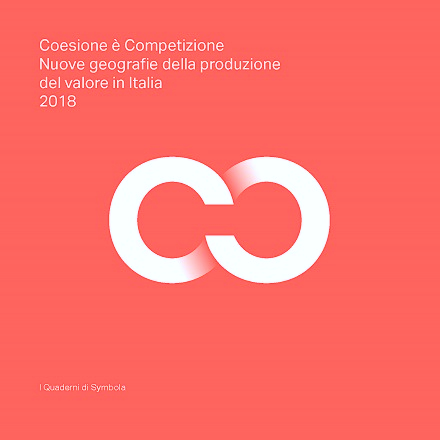 Coesione è Competizione
Nuove geografie della produzione
del valore in Italia
2018
I Quaderni di Symbola